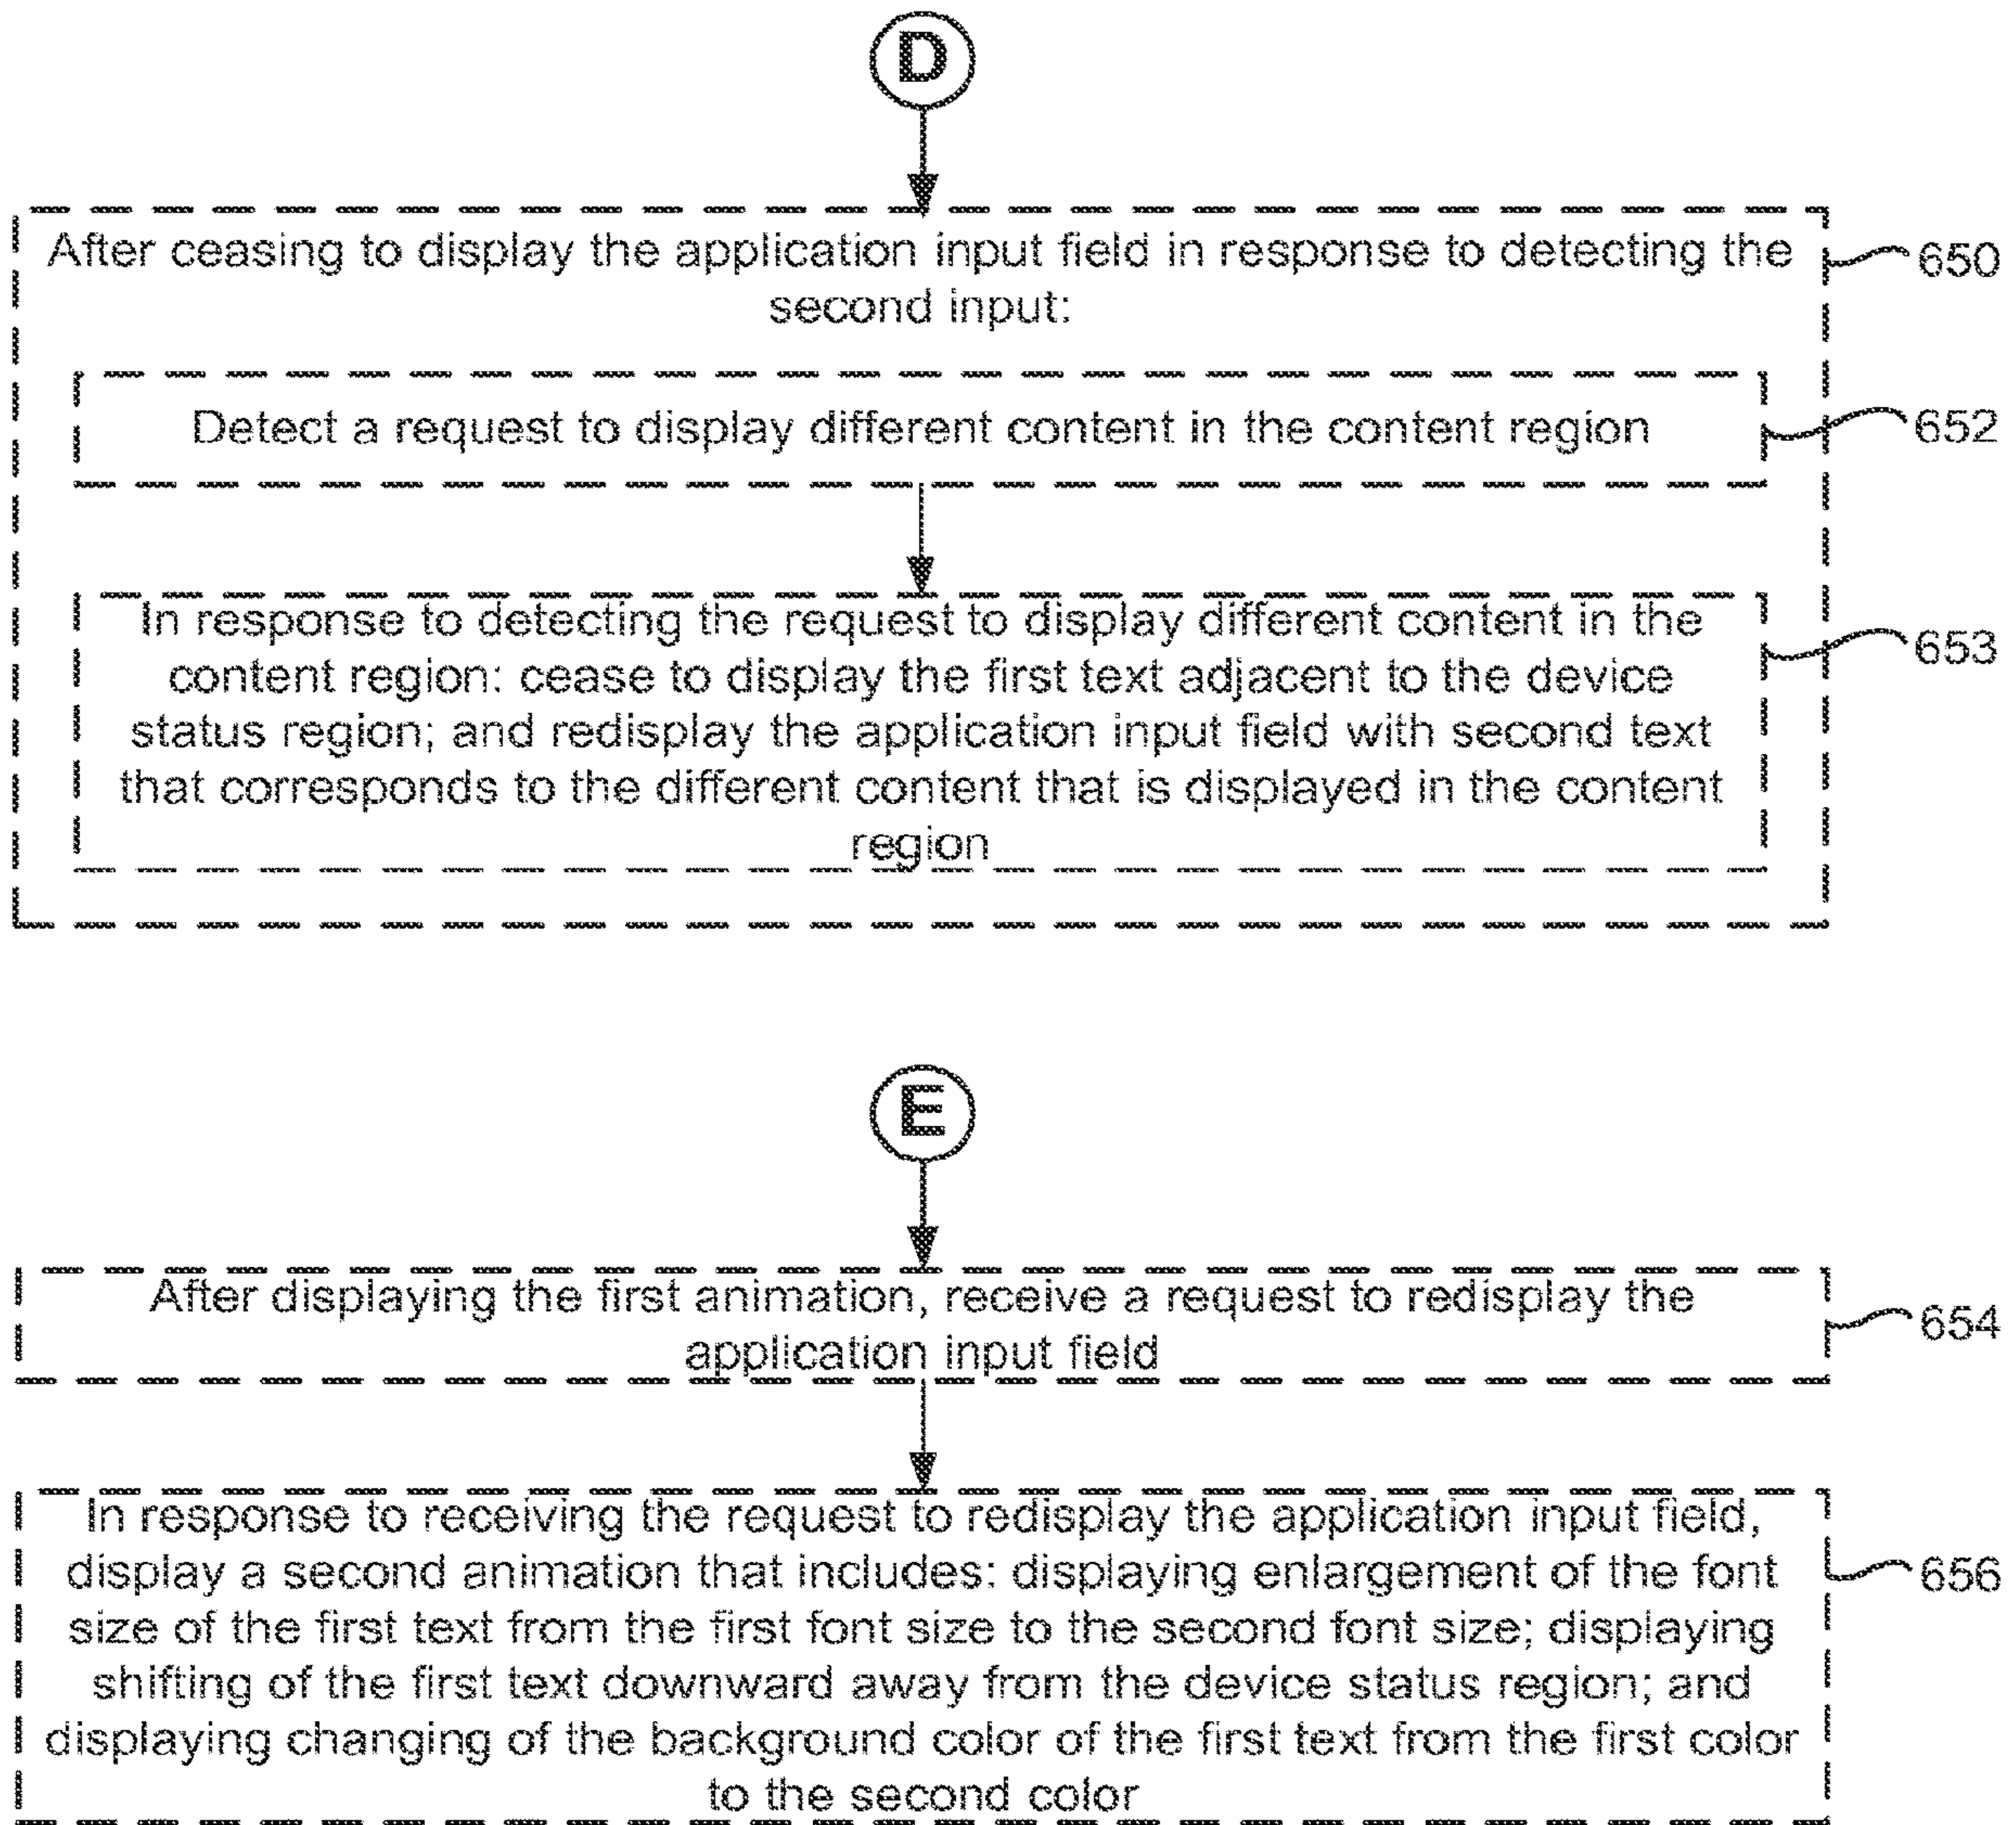 D
After ceasing to display the application input field in response to detecting the
second input:
650
Detect a request to display different content in the content region
652
In response to detecting the request to display different content in the
content region: cease to display the first text adjacent to the device
status region; and redisplay the application input field with second text
that corresponds to the different content that is displayed in the content
region
653
E
After displaying the first animation, receive a request to redisplay the
application input field
654
In response to receiving the request to redisplay the application input field,
display a second animation that includes: displaying enlargement of the font
size of the first text from the first font size to the second font size; displaying
shifting of the first text downward away from the device status region; and
displaying changing of the background color of the first text from the first color
to the second color
656